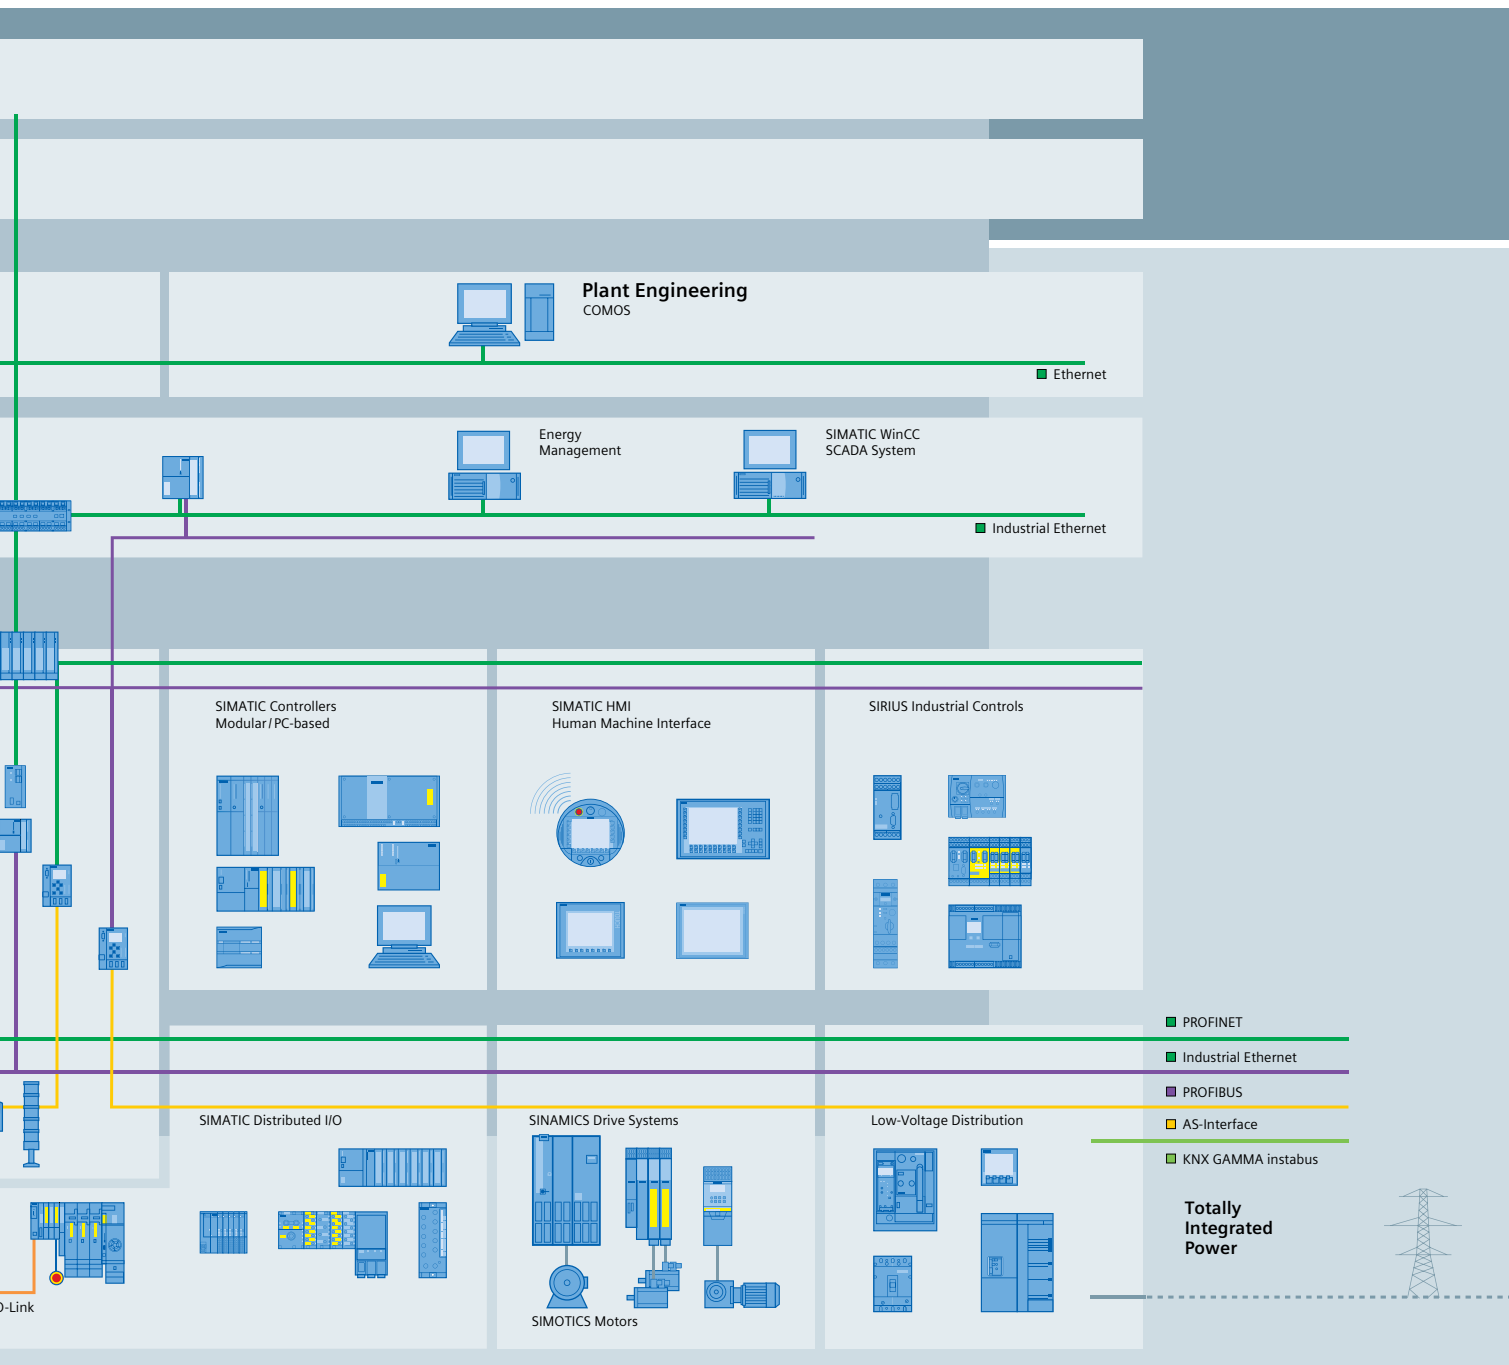 Plant Engineering
COMOS
Ethernet
Energy
Management
SIMATIC WinCC
SCADA System
Industrial Ethernet
SIMATIC Controllers
Modular/PC-based
SIMATIC HMI
Human Machine Interface
SIRIUS Industrial Controls
PROFINET
Industrial Ethernet
PROFIBUS
AS-Interface
KNX GAMMA instabus
SIMATIC Distributed I/O
SINAMICS Drive Systems
Low-Voltage Distribution
Totally
Integrated
Power
O-Link
SIMOTICS Motors